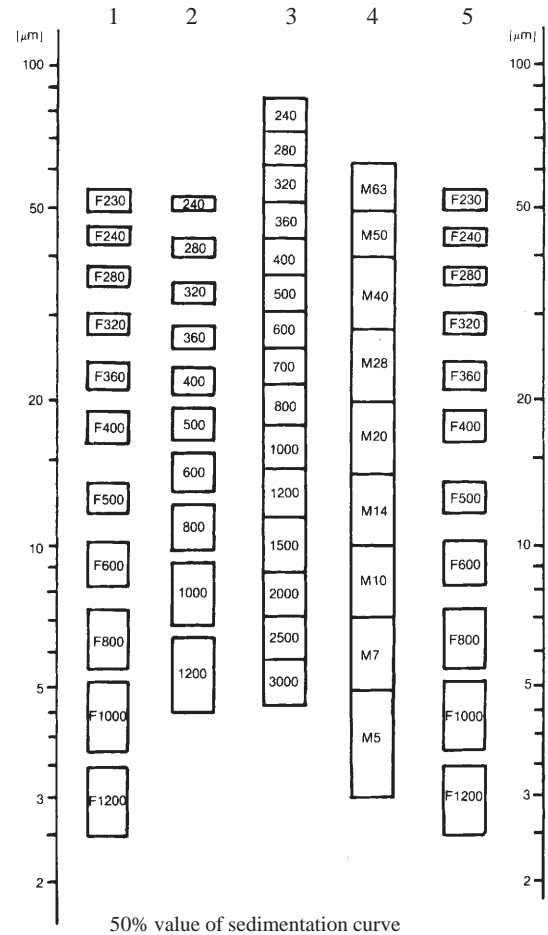 1 2 3 4 5
[μm] [μm]
100 100
240
280
320 M63
F230 240 F230
50 360 50
M50
F240 F240
280 400
F280 F280
320 500 M40
F320 600 F320
360
700 M28
F360 400 F360
20 800 20
F400 500 F400
1000 M20
600 1200
F500 M14 F500
800
10 1500 10
F600 M10 F600
1000 2000
F800 2500 F800
M7
1200
5 3000 5
F1000 F1000
M5
3 F1200 F1200 3
2 2
50% value of sedimentation curve